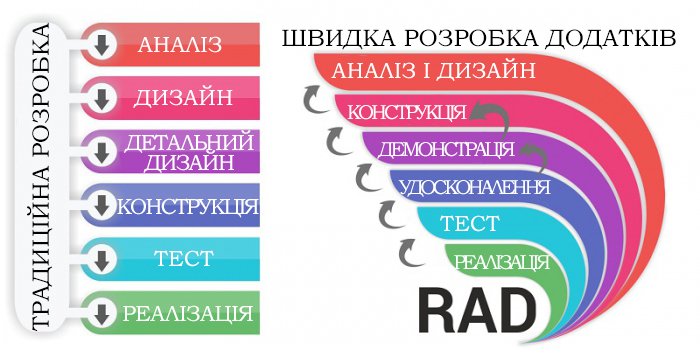 ТРАДИЦІЙНА РОЗРОБКА
АНАЛІЗ
ДИЗАЙН
ДЕТАЛЬНИЙ
ДИЗАЙН
КОНСТРУКЦІЯ
ТЕСТ
РЕАЛІЗАЦІЯ
ШВИДКА РОЗРОБКА ДОДАТКІВ
АНАЛІЗ І ДИЗАЙН
КОНСТРУКЦІЯ
ДЕМОНСТРАЦІЯ
УДОСКОНАЛЕННЯ
ТЕСТ
РЕАЛІЗАЦІЯ
RAD